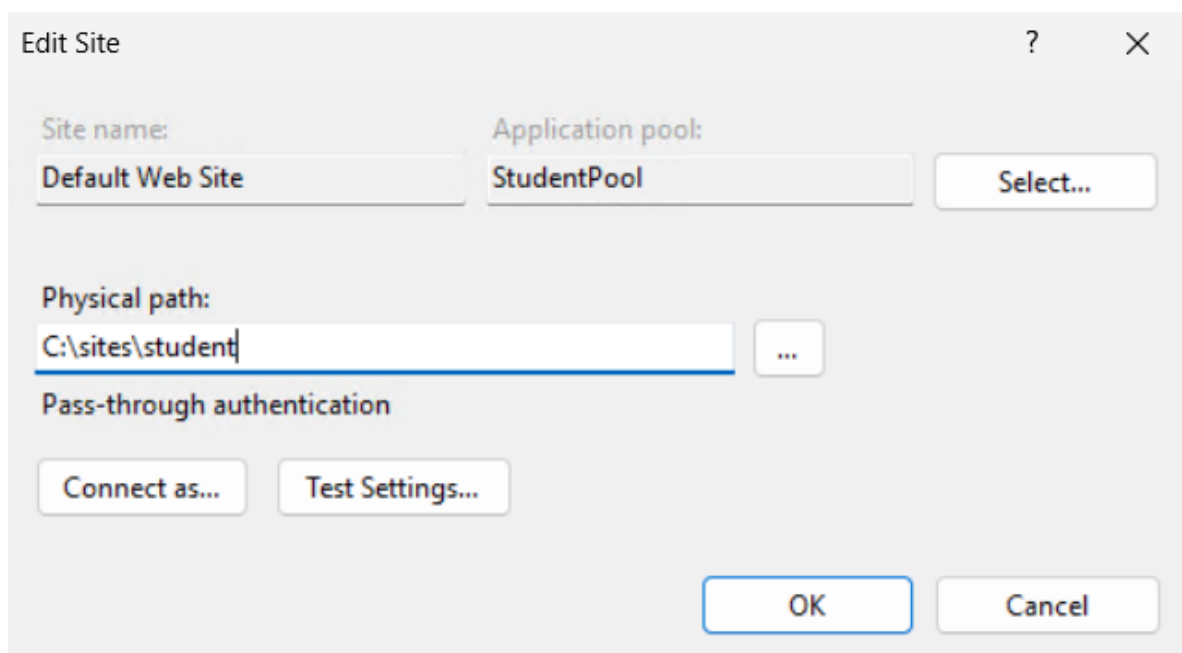 Edit Site
Site name:
Application pool:
Default Web Site
StudentPool
Select...
Physical path:
C:\sites\student
...
Pass-through authentication
Connect as...
Test Settings...
OK
Cancel